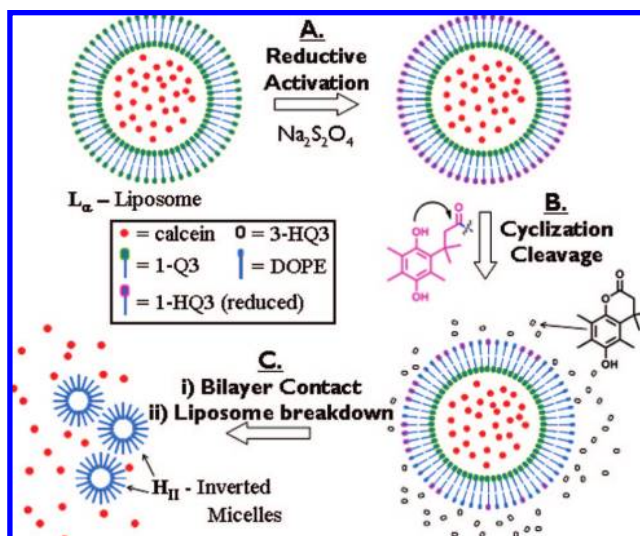 A.
Reductive
Activation
Na2S2O4
Lα – Liposome
= calcein
= 3-HQ3
= 1-Q3
= DOPE
= 1-HQ3 (reduced)
OH
O
OH
B.
Cyclization
Cleavage
O
O
OH
C.
i) Bilayer Contact
ii) Liposome breakdown
HII - Inverted
Micelles